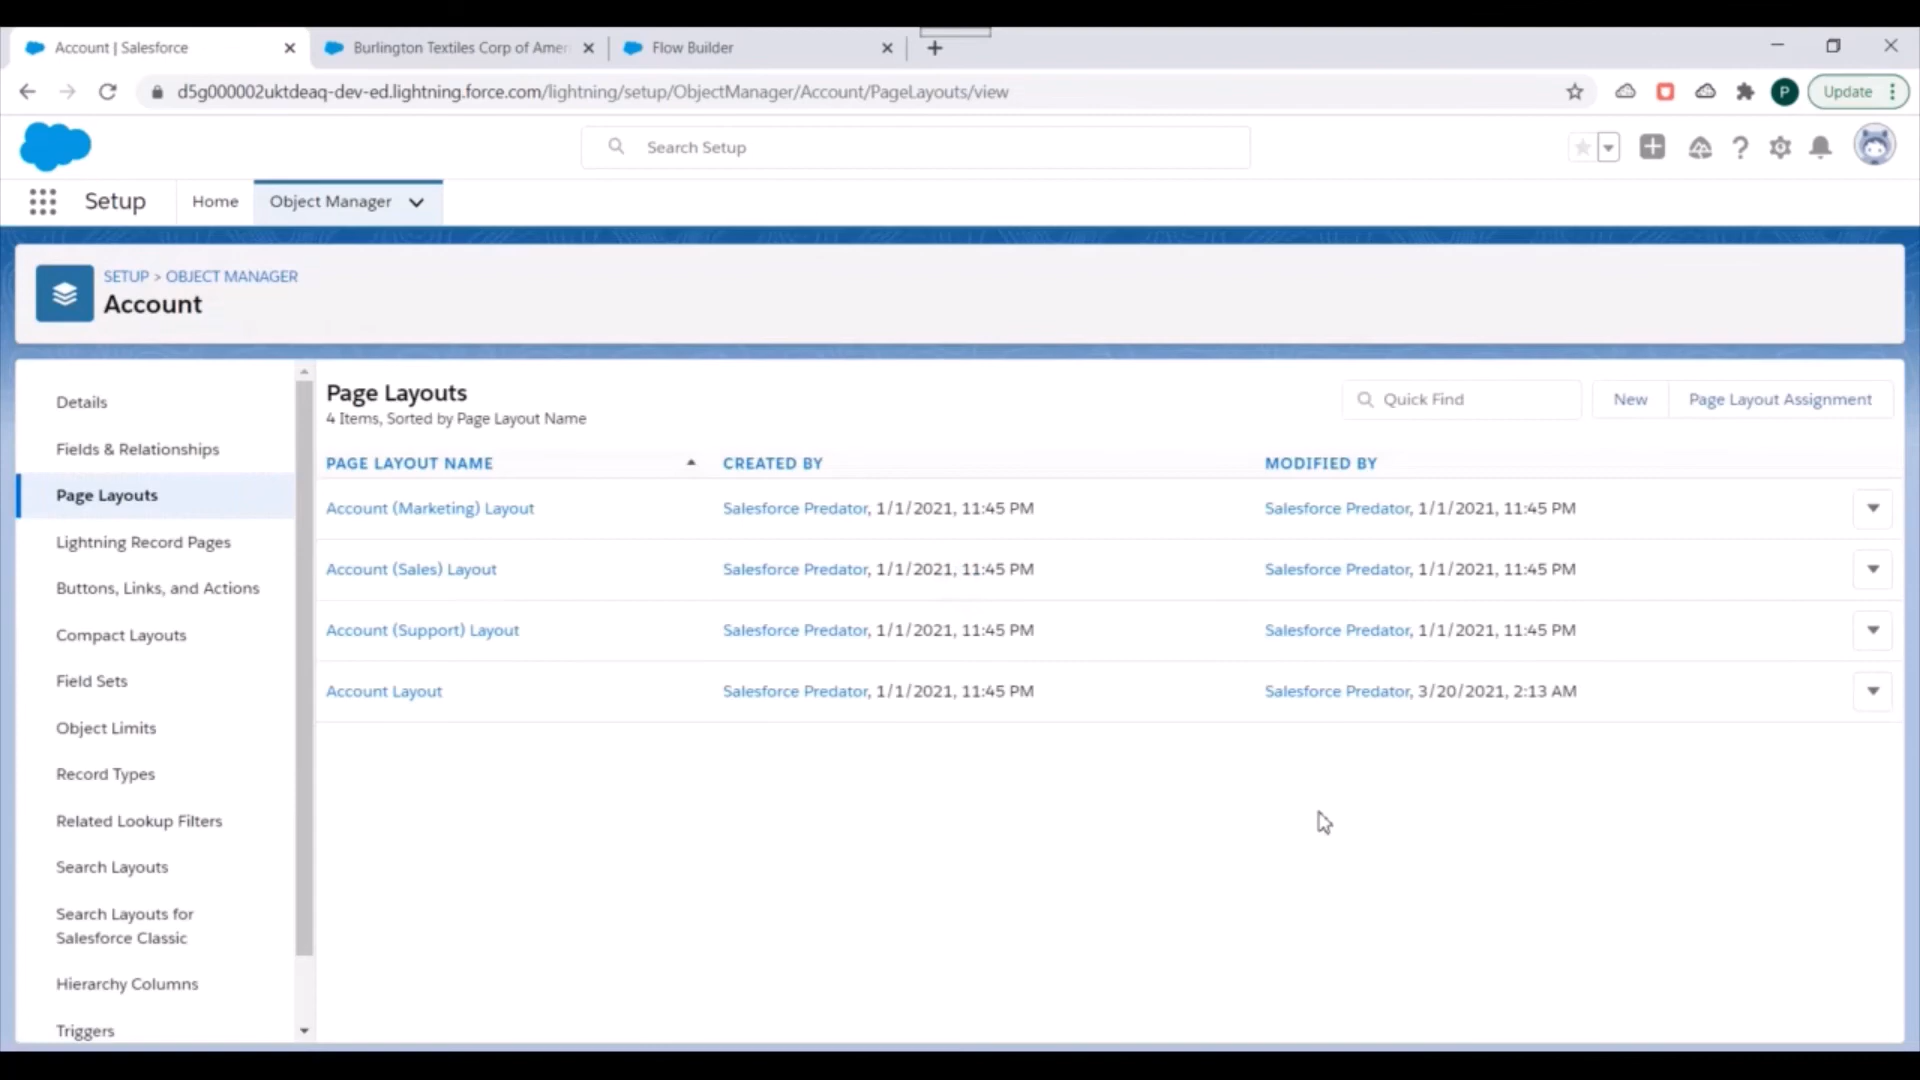 Account | Salesforce
Burlington Textiles Corp of Amer
Flow Builder
d5g000002uktdeaq-dev-ed.lightning.force.com/lightning/setup/ObjectManager/Account/PageLayouts/view
P
Update
Search Setup
Setup
Home
Object Manager
SETUP > OBJECT MANAGER
Account
Details
Fields & Relationships
Page Layouts
Lightning Record Pages
Buttons, Links, and Actions
Compact Layouts
Field Sets
Object Limits
Record Types
Related Lookup Filters
Search Layouts
Search Layouts for
Salesforce Classic
Hierarchy Columns
Triggers
Page Layouts
4 Items, Sorted by Page Layout Name
Quick Find
New
Page Layout Assignment
PAGE LAYOUT NAME CREATED BY MODIFIED BY
Account (Marketing) Layout Salesforce Predator, 1/1/2021, 11:45 PM Salesforce Predator, 1/1/2021, 11:45 PM
Account (Sales) Layout Salesforce Predator, 1/1/2021, 11:45 PM Salesforce Predator, 1/1/2021, 11:45 PM
Account (Support) Layout Salesforce Predator, 1/1/2021, 11:45 PM Salesforce Predator, 1/1/2021, 11:45 PM
Account Layout Salesforce Predator, 1/1/2021, 11:45 PM Salesforce Predator, 3/20/2021, 2:13 AM